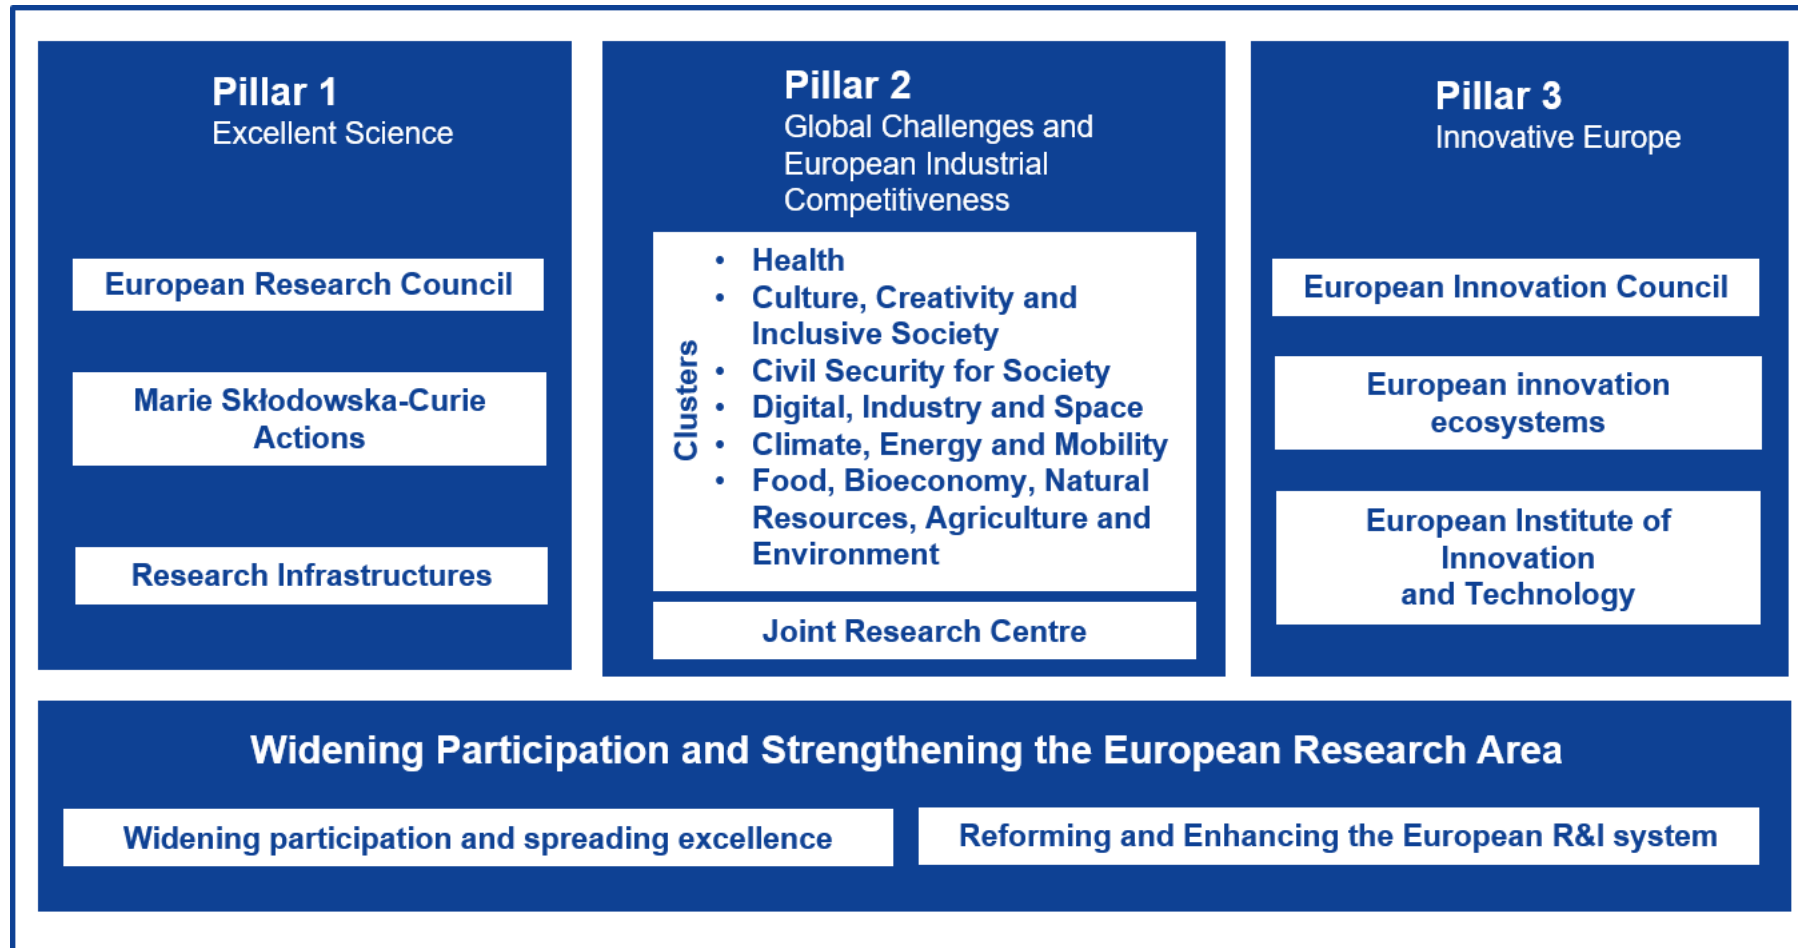 Pillar 1
Excellent Science
European Research Council
Marie Skłodowska-Curie
Actions
Research Infrastructures
Pillar 2
Global Challenges and
European Industrial
Competitiveness
Clusters
• Health
• Culture, Creativity and
Inclusive Society
• Civil Security for Society
• Digital, Industry and Space
• Climate, Energy and Mobility
• Food, Bioeconomy, Natural
Resources, Agriculture and
Environment
Joint Research Centre
Pillar 3
Innovative Europe
European Innovation Council
European innovation
ecosystems
European Institute of
Innovation
and Technology
Widening Participation and Strengthening the European Research Area
Widening participation and spreading excellence
Reforming and Enhancing the European R&I system